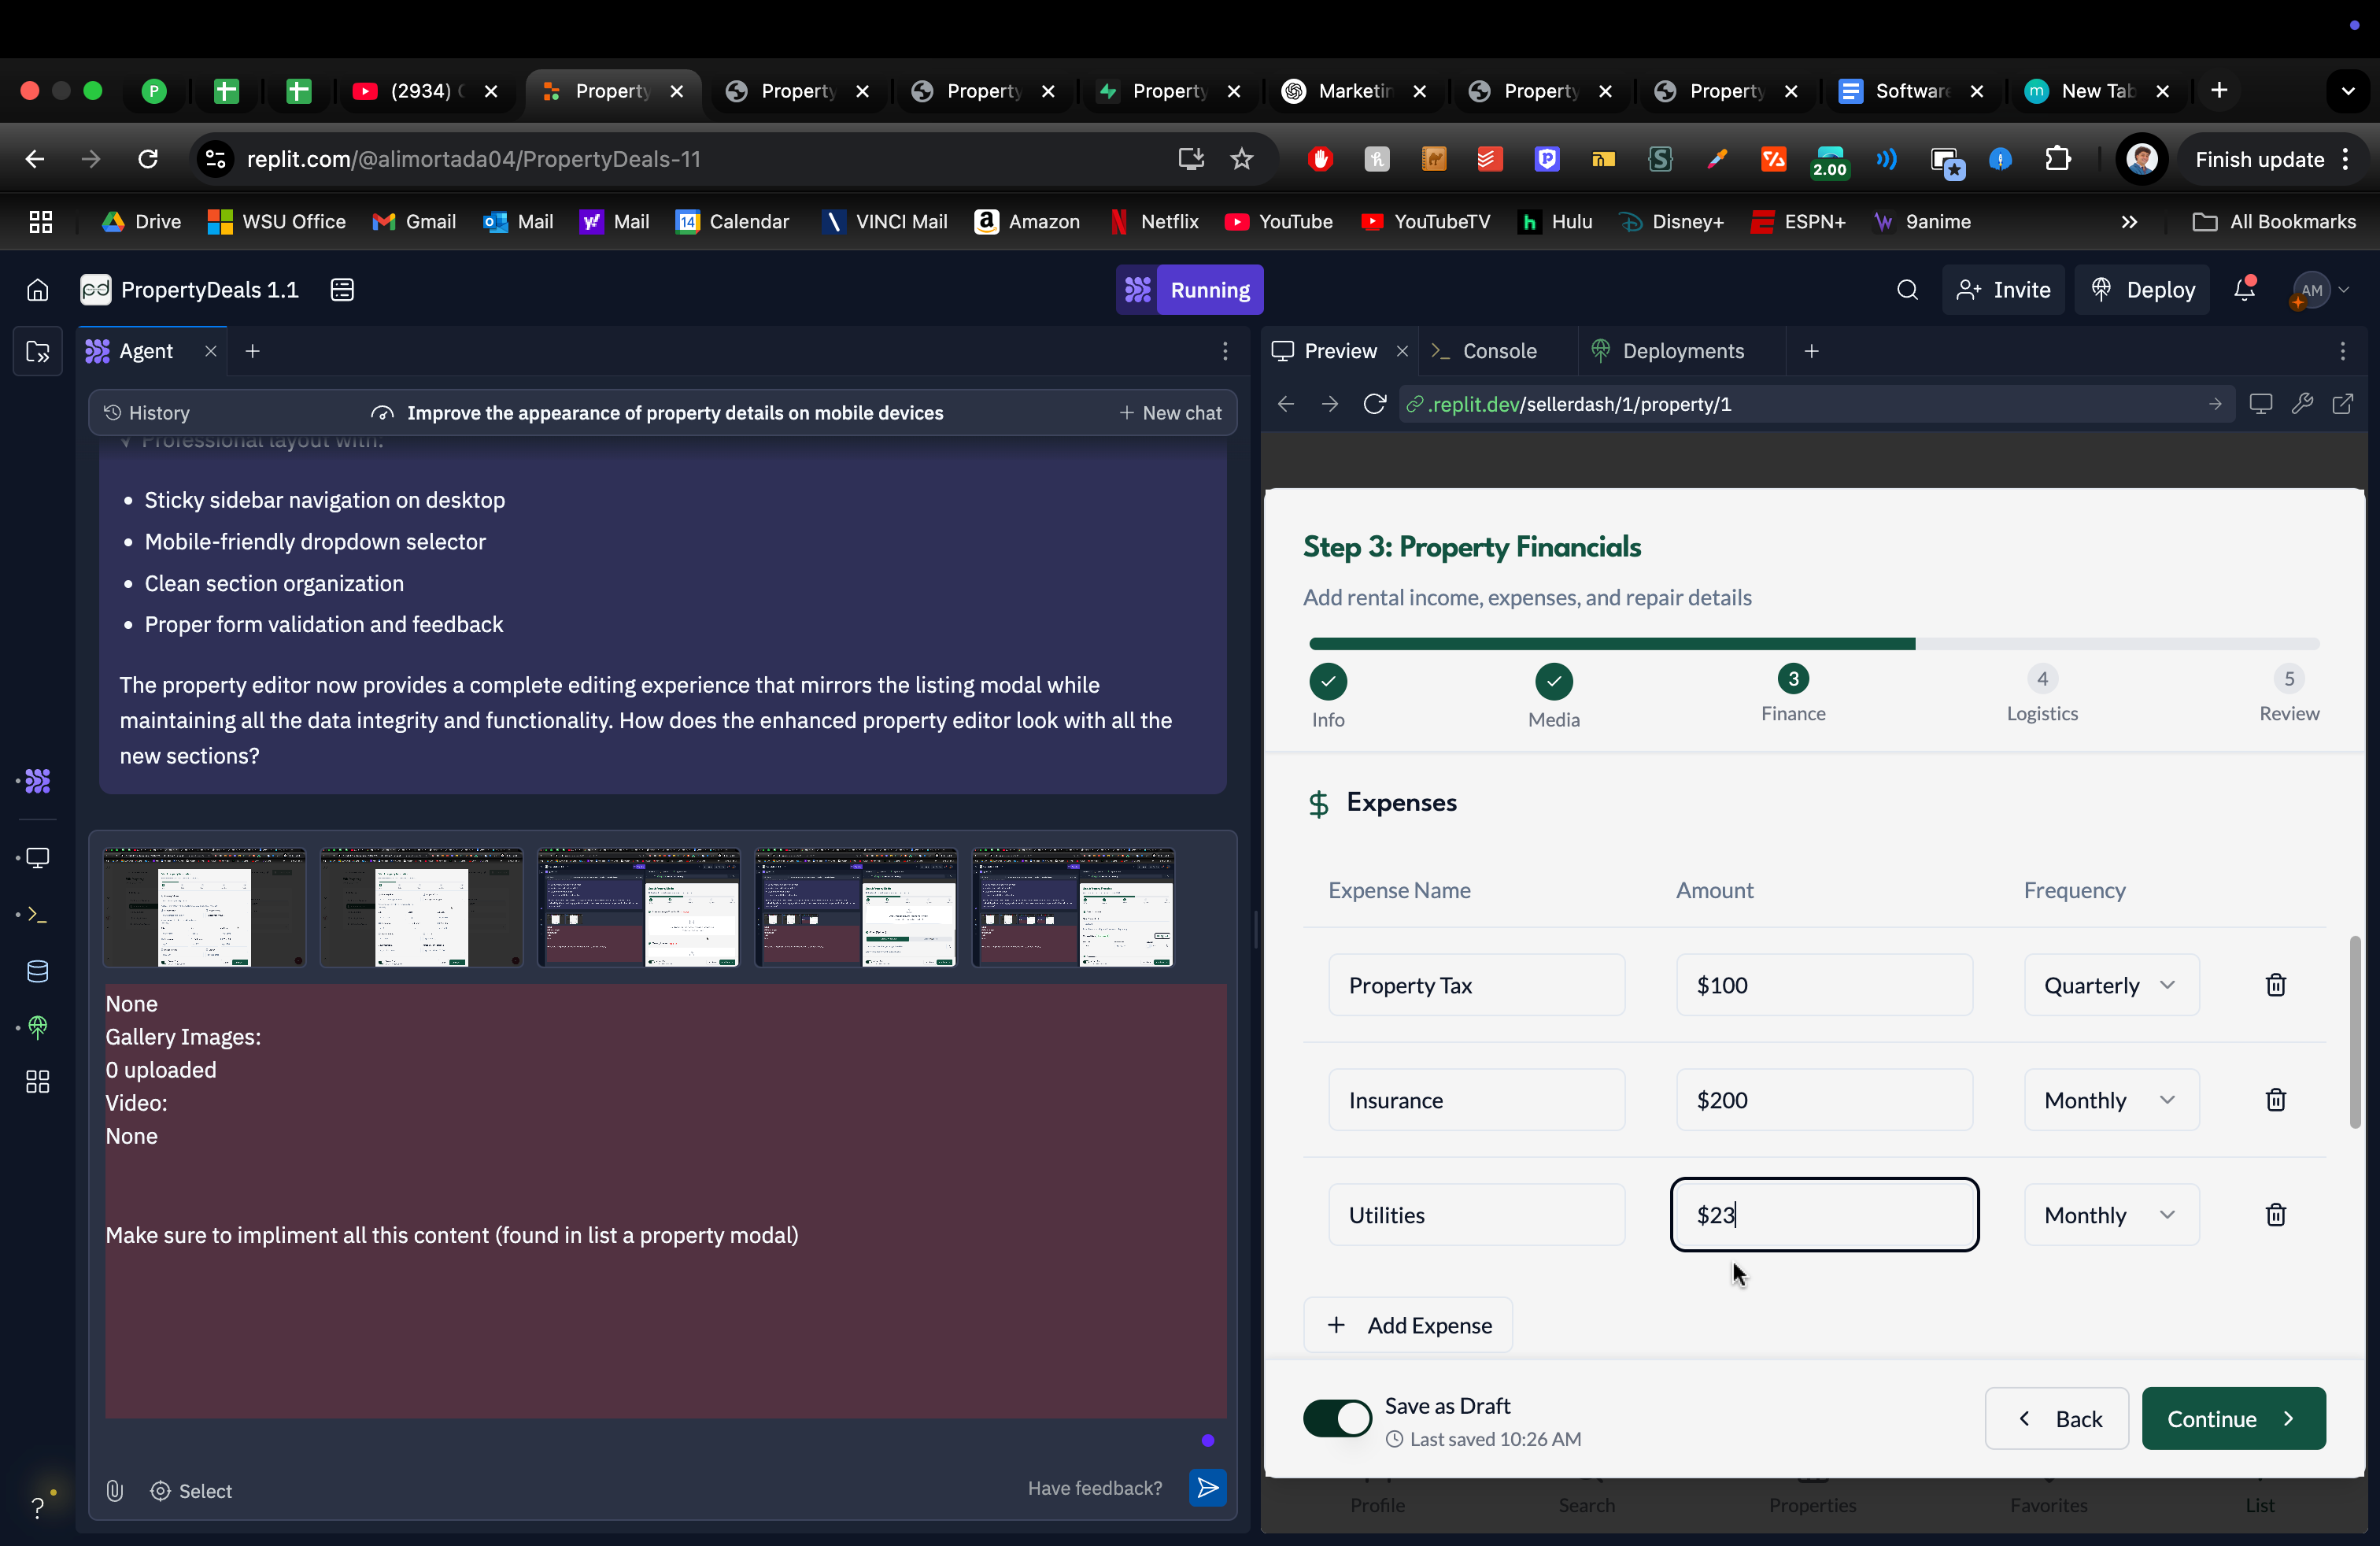 (2934)
Property
Property
Property
Property
Marketin
Property
Property
Software
New Tab
replit.com/@alimortada04/PropertyDeals-11
2.00
Finish update
Drive
WSU Office
Gmail
Mail
Mail
14
Calendar
VINCI Mail
Amazon
Netflix
YouTube
YouTubeTV
Hulu
Disney+
ESPN+
9anime
All Bookmarks
pd
PropertyDeals 1.1
Running
Invite
Deploy
AM
Agent
Preview
Console
Deployments
History
Improve the appearance of property details on mobile devices
New chat
.replit.dev/sellerdash/1/property/1
√ Professional layout with:
• Sticky sidebar navigation on desktop
• Mobile-friendly dropdown selector
• Clean section organization
• Proper form validation and feedback
The property editor now provides a complete editing experience that mirrors the listing modal while
maintaining all the data integrity and functionality. How does the enhanced property editor look with all the
new sections?
None
Gallery Images:
0 uploaded
Video:
None
Make sure to impliment all this content (found in list a property modal)
Select
Have feedback?
Step 3: Property Financials
Add rental income, expenses, and repair details
3
4
5
Info
Media
Finance
Logistics
Review
Expenses
Expense Name
Amount
Frequency
Property Tax
$100
Quarterly
Insurance
$200
Monthly
Utilities
$23
Monthly
Add Expense
Save as Draft
Last saved 10:26 AM
Back
Continue
Profile
Search
Properties
Favorites
List